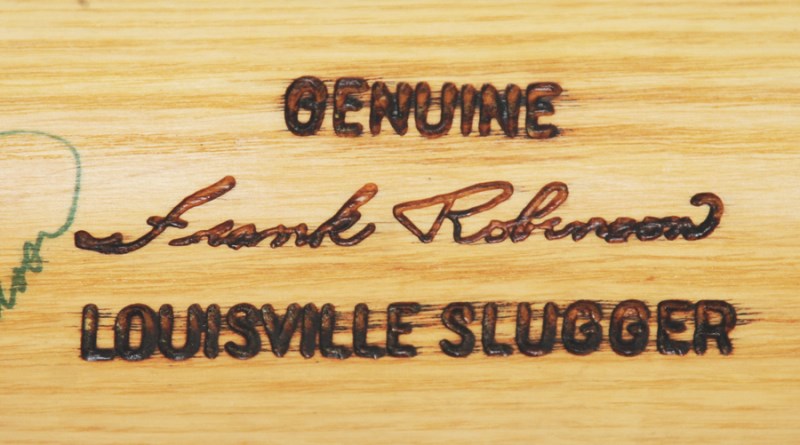 GENUINE
Frank Robinson
LOUISVILLE SLUGGER